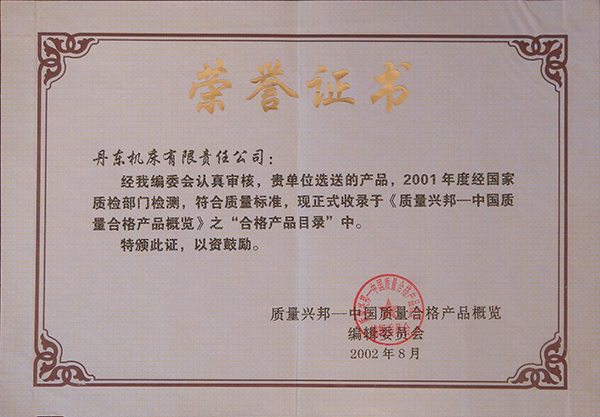 荣誉证书
丹东机床有限责任公司：
经我编委会认真审核，贵单位选送的产品，2001年度经国家
质检部门检测，符合质量标准，现正式收录于《质量兴邦—中国质
量合格产品概览》之“合格产品目录”中。
特颁此证，以资鼓励。
质量兴邦—中国质量合格产品概览
编辑委员会
2002年8月